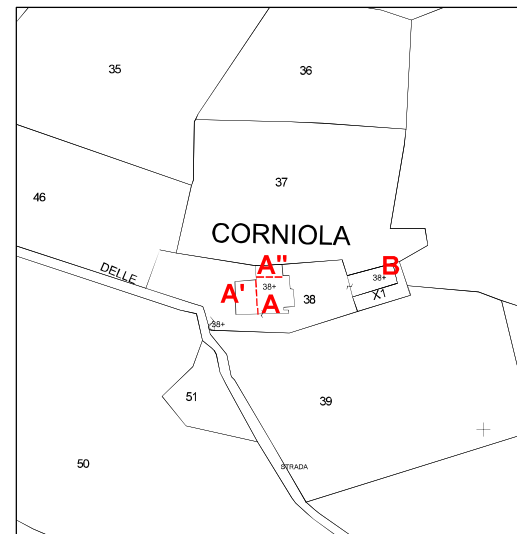 35
36
37
46
CORNIOLA
DELLE
A"
B
38+
38+
A'
A
38
X1
38+
39
51
50
STRADA